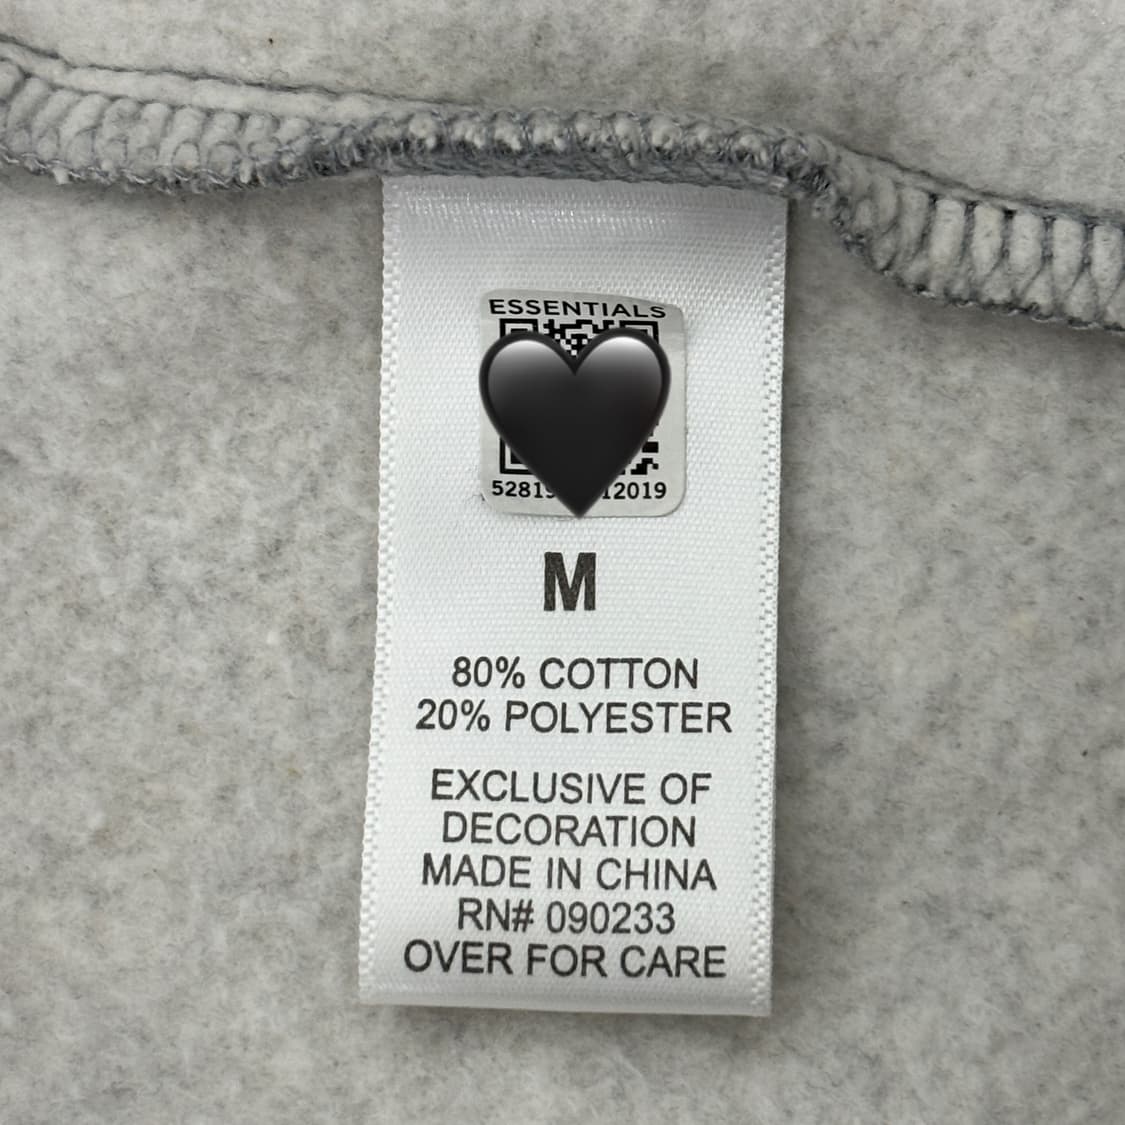 ESSENTIALS
M
80% COTTON
20% POLYESTER
EXCLUSIVE OF
DECORATION
MADE IN CHINA
RN# 090233
OVER FOR CARE